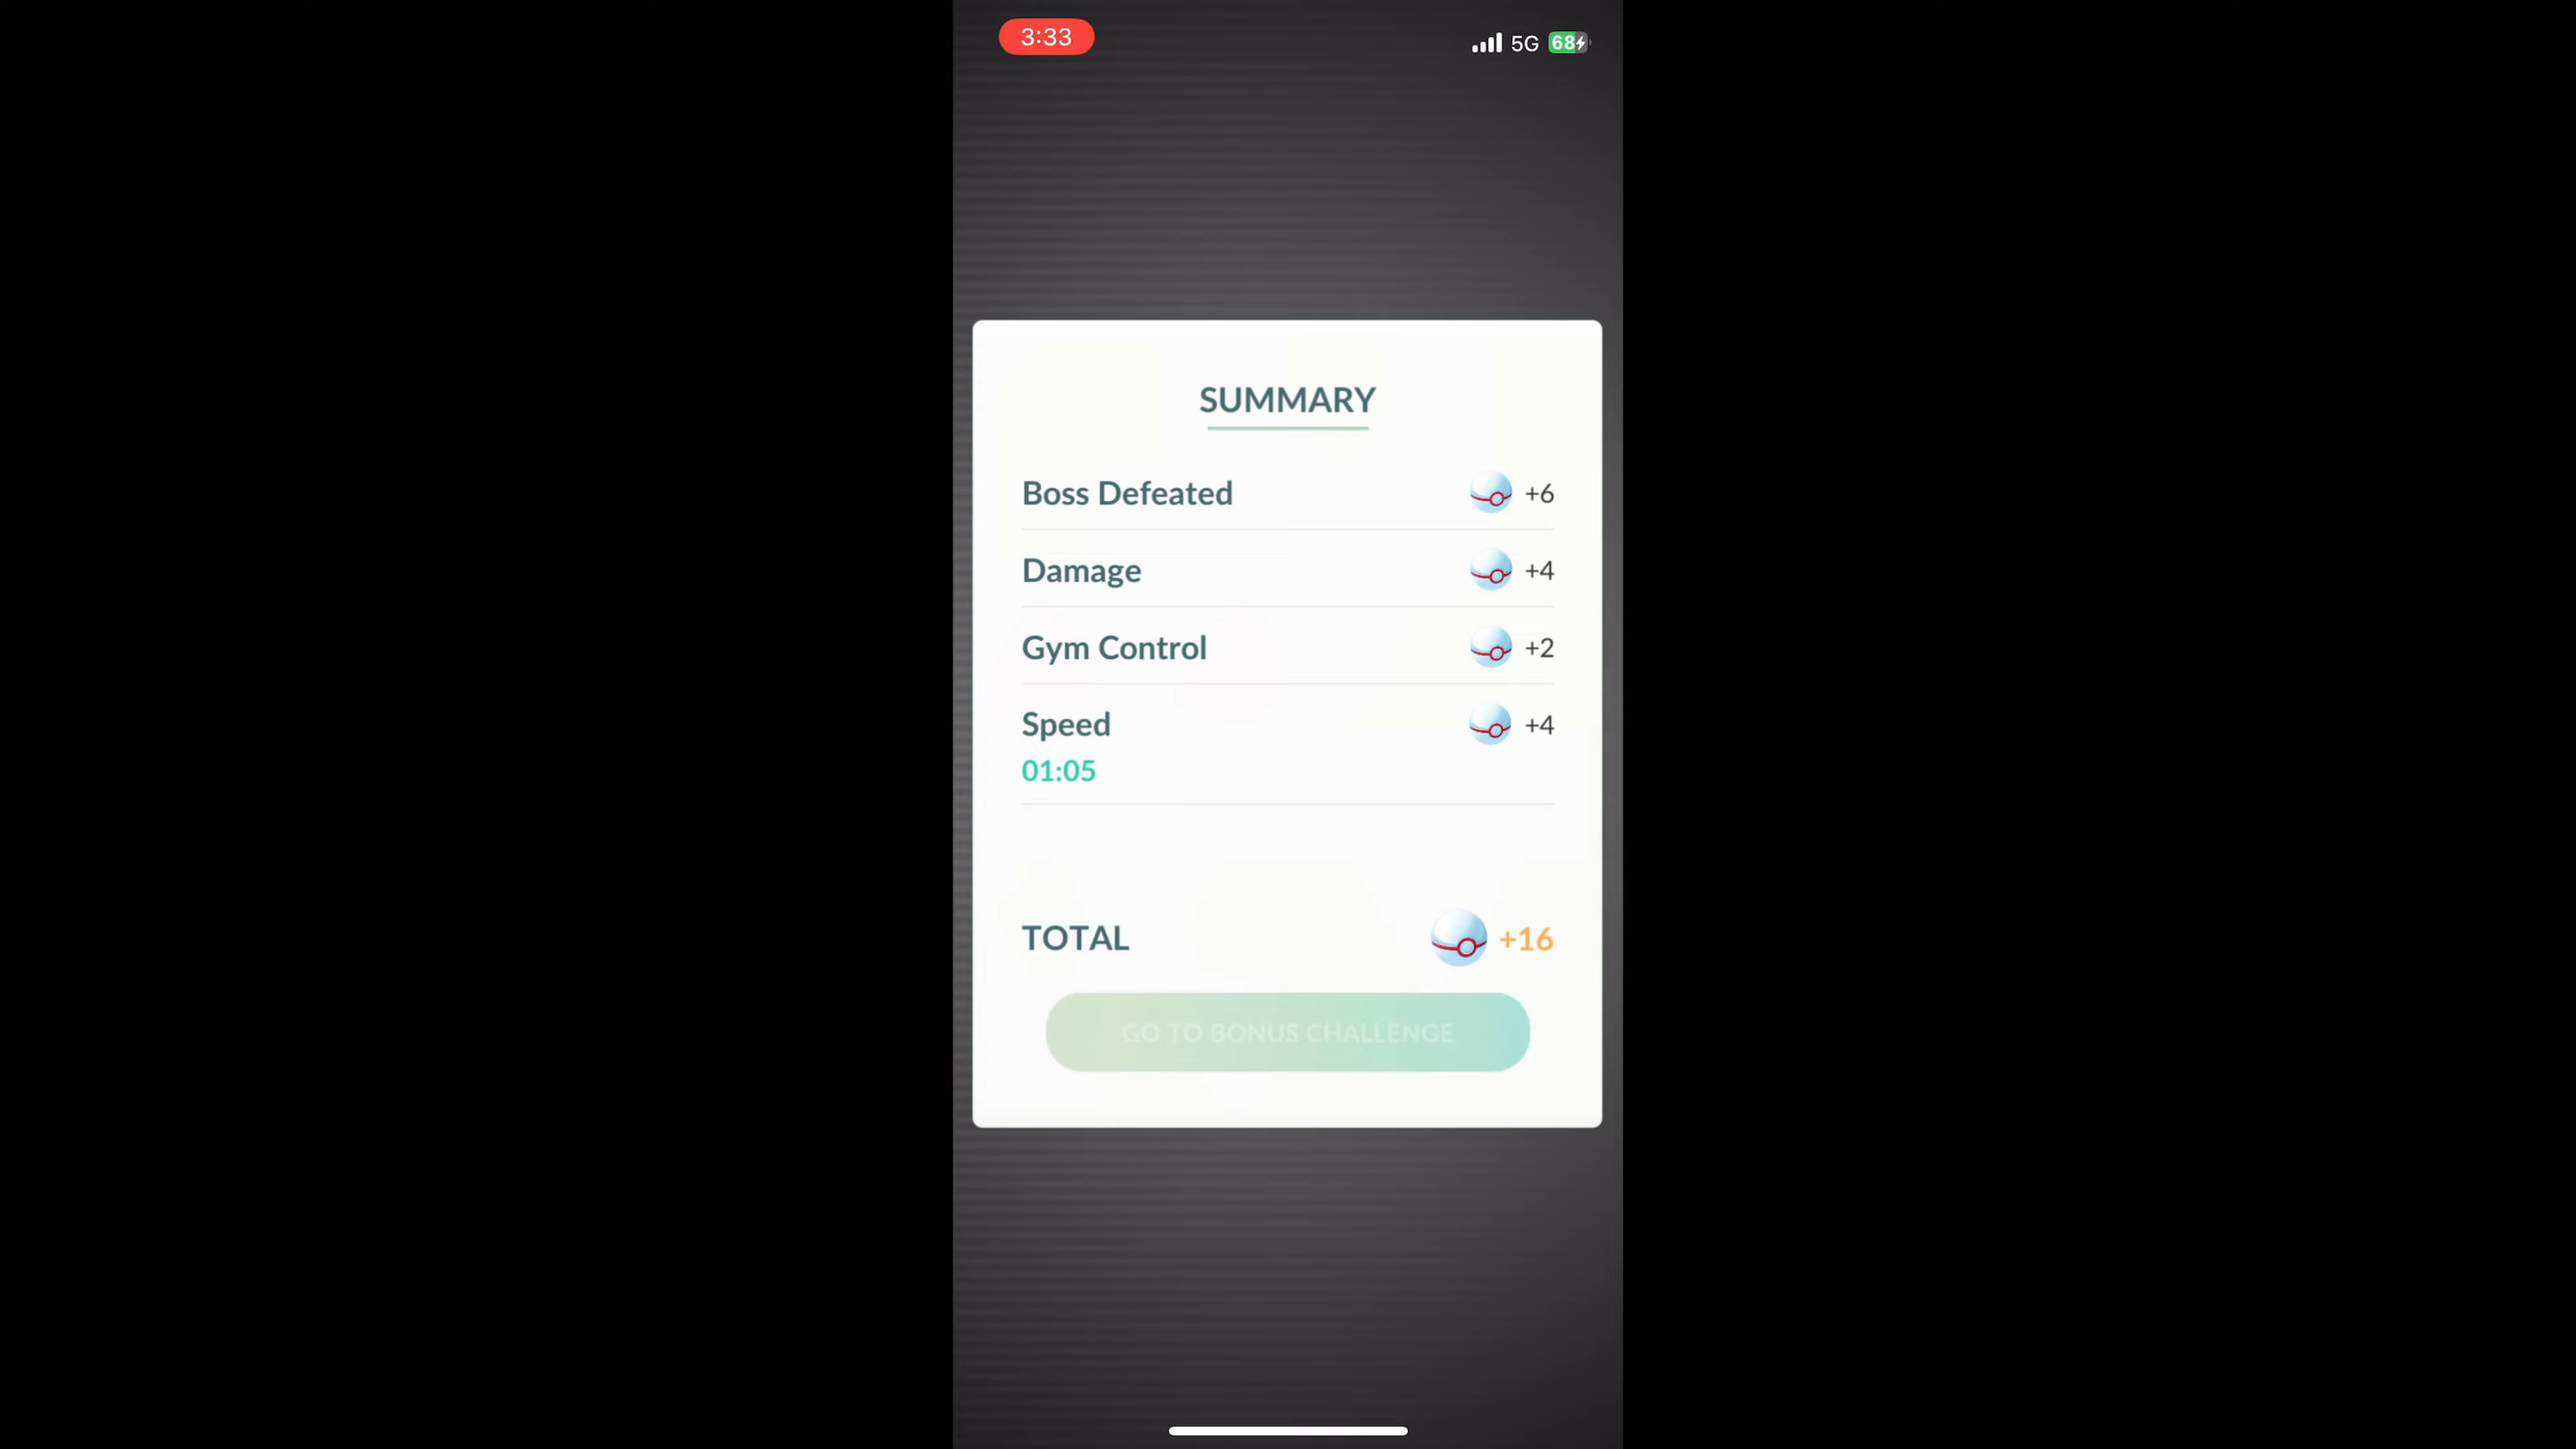 3:33
5G 68
SUMMARY
Boss Defeated +6
Damage +4
Gym Control +2
Speed +4
01:05
TOTAL +16
GO TO BONUS CHALLENGE